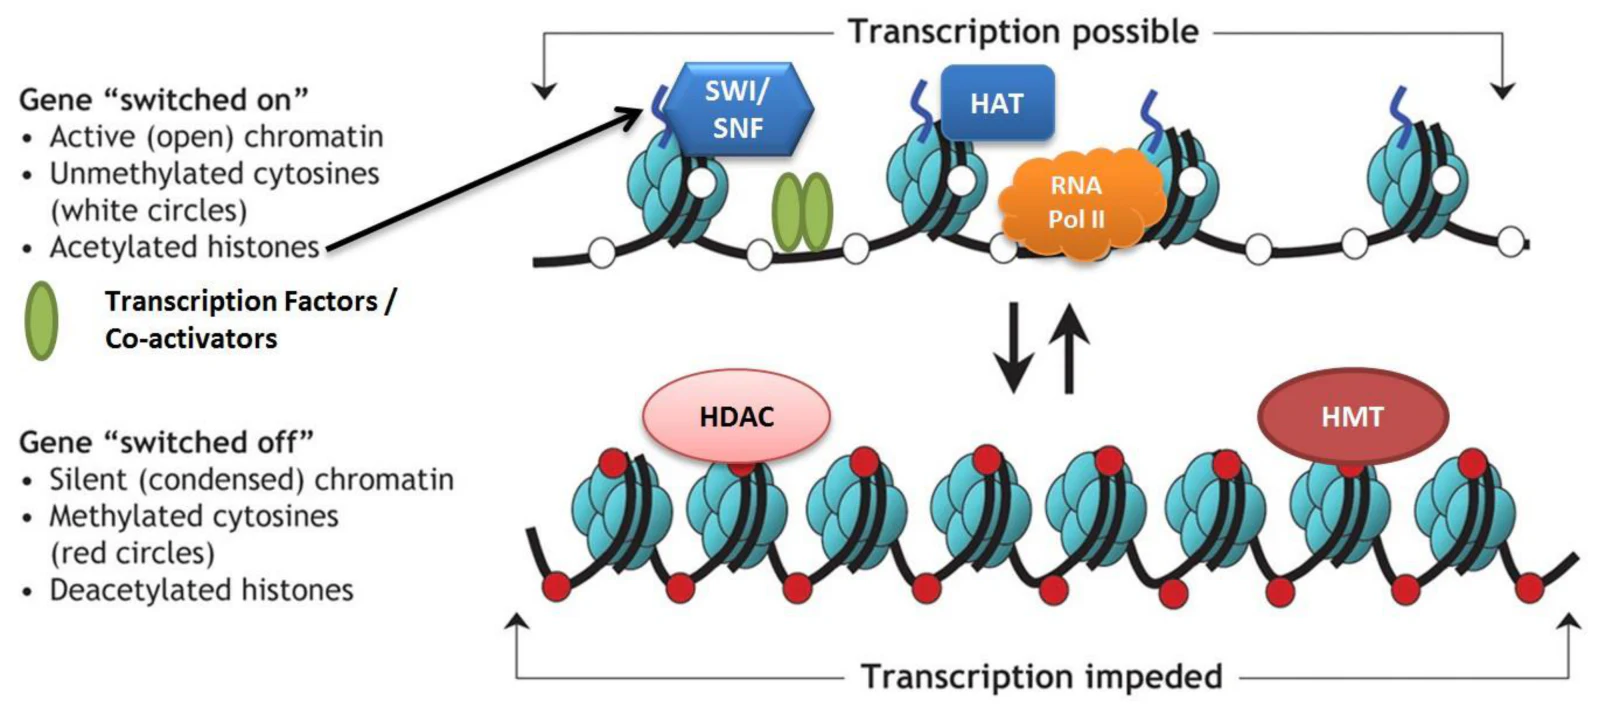 Transcription possible
Gene “switched on”
• Active (open) chromatin
• Unmethylated cytosines
(white circles)
• Acetylated histones
SWI/
SNF
HAT
RNA
Pol II
Transcription Factors /
Co-activators
HDAC
HMT
Gene “switched off”
• Silent (condensed) chromatin
• Methylated cytosines
(red circles)
• Deacetylated histones
Transcription impeded